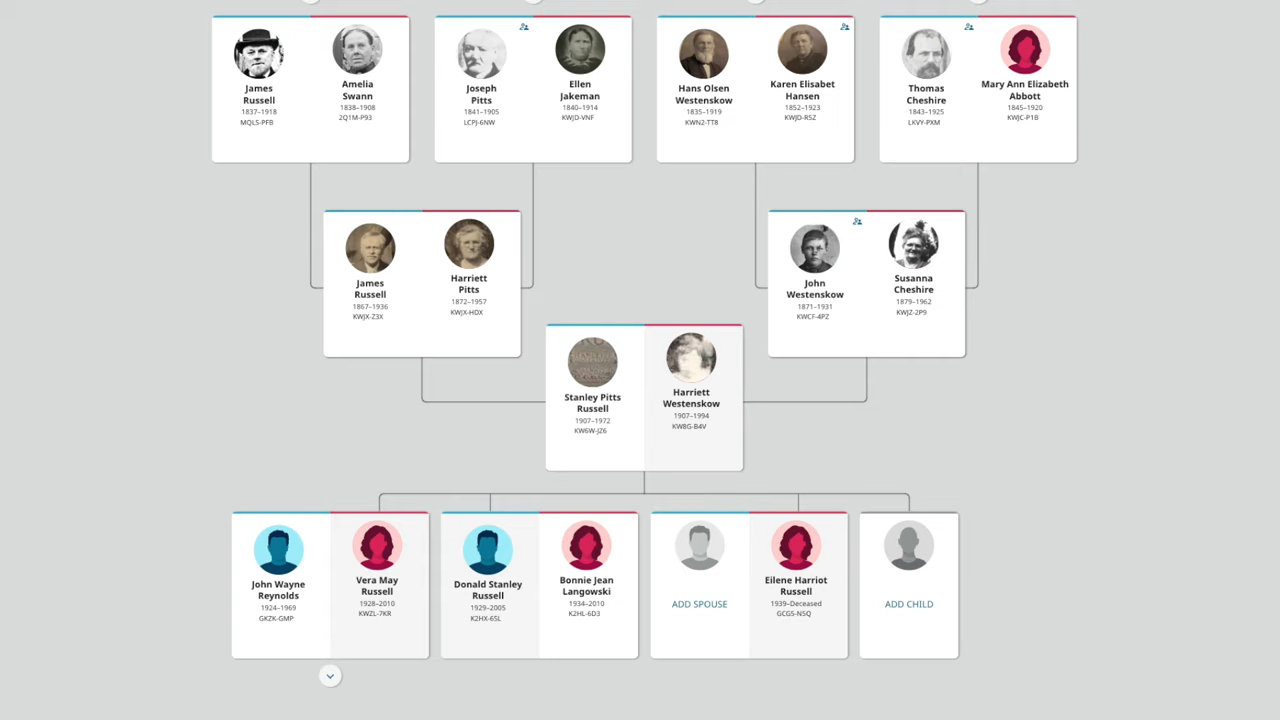 James
Russell
1837–1918
MQLS-PFB
Amelia
Swann
1838–1908
2Q1M-P93
Joseph
Pitts
1841–1905
LCPJ-6NW
Ellen
Jakeman
1840–1914
KWJD-VNF
Hans Olsen
Westenskow
1835–1919
KWN2-TT8
Karen Elisabet
Hansen
1852–1923
KWJD-RSZ
Thomas
Cheshire
1843–1925
LKVY-PXM
Mary Ann Elizabeth
Abbott
1845–1920
KWJC-P1B
James
Russell
1867–1936
KWJX-Z3X
Harriett
Pitts
1872–1957
KWJX-HDX
John
Westenskow
1871–1931
KWCF-4PZ
Susanna
Cheshire
1879–1962
KWJZ-2P9
Stanley Pitts
Russell
1907–1972
KW6W-JZ6
Harriett
Westenskow
1907–1994
KW8G-B4V
John Wayne
Reynolds
1924–1969
GKZK-GMP
Vera May
Russell
1928–2010
KWZL-7KR
Donald Stanley
Russell
1929–2005
K2HX-6SL
Bonnie Jean
Langowski
1934–2010
K2HL-6D3
ADD SPOUSE
Eilene Harriot
Russell
1939–Deceased
GCGS-NSQ
ADD CHILD